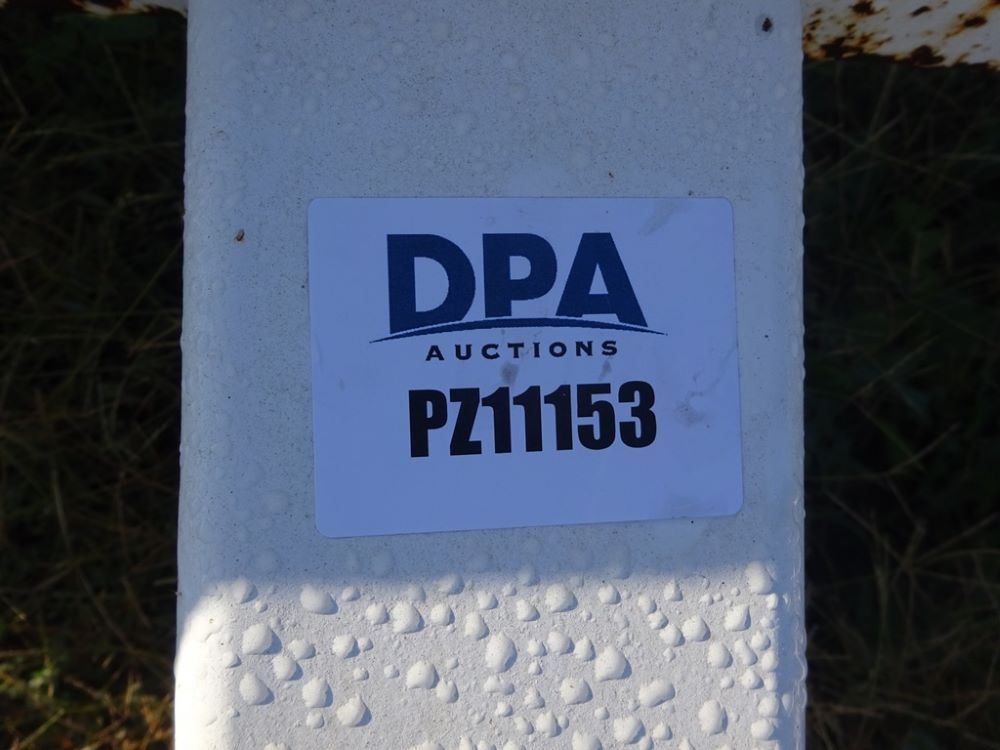 DPA
AUCTIONS
PZ11153